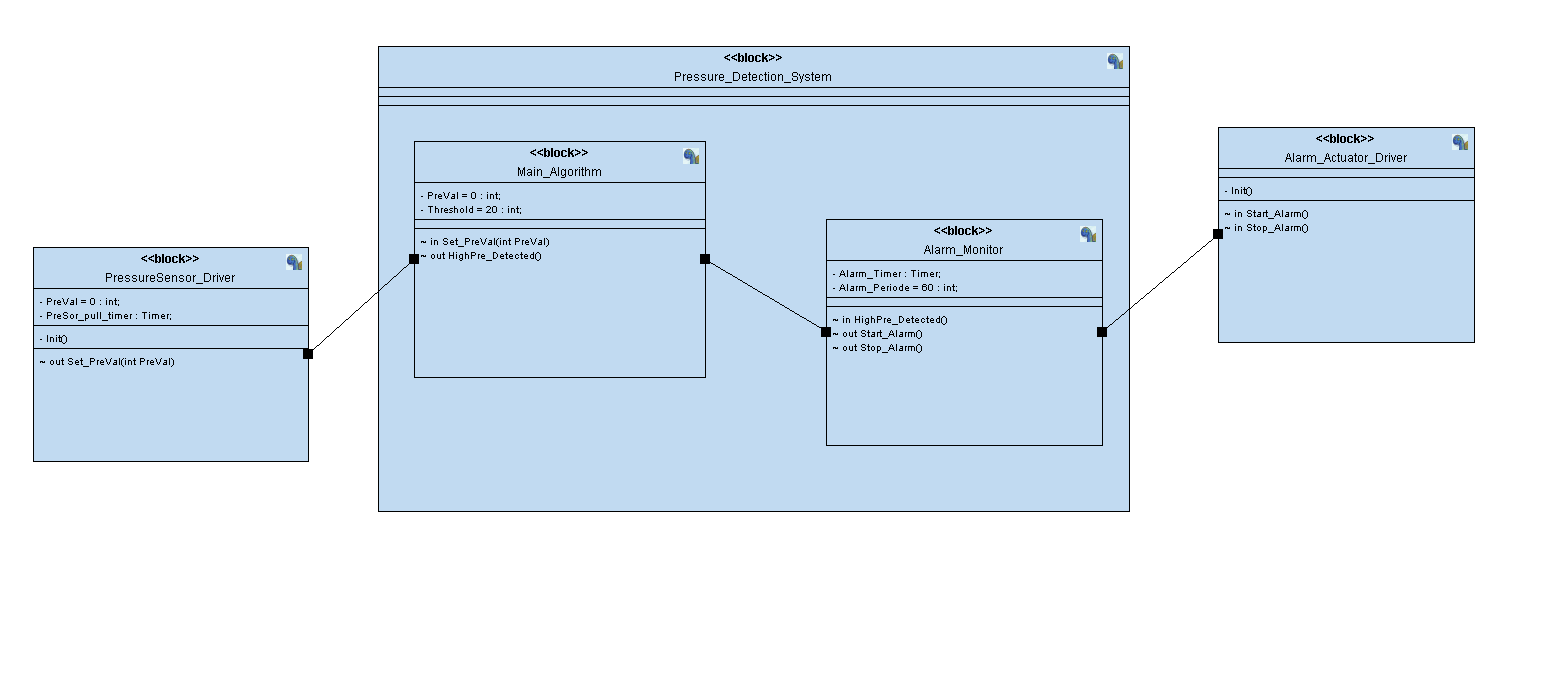 <<block>>
Pressure_Detection_System
<<block>>
Main_Algorithm
- PreVal = 0 : int;
- Threshold = 20 : int;
~ in Set_PreVal(int PreVal)
~ out HighPre_Detected()
<<block>>
Alarm_Actuator_Driver
- Init()
~ in Start_Alarm()
~ in Stop_Alarm()
<<block>>
Alarm_Monitor
- Alarm_Timer : Timer;
- Alarm_Periode = 60 : int;
~ in HighPre_Detected()
~ out Start_Alarm()
~ out Stop_Alarm()
<<block>>
PressureSensor_Driver
- PreVal = 0 : int;
- PreSor_pull_timer : Timer;
- Init()
~ out Set_PreVal(int PreVal)